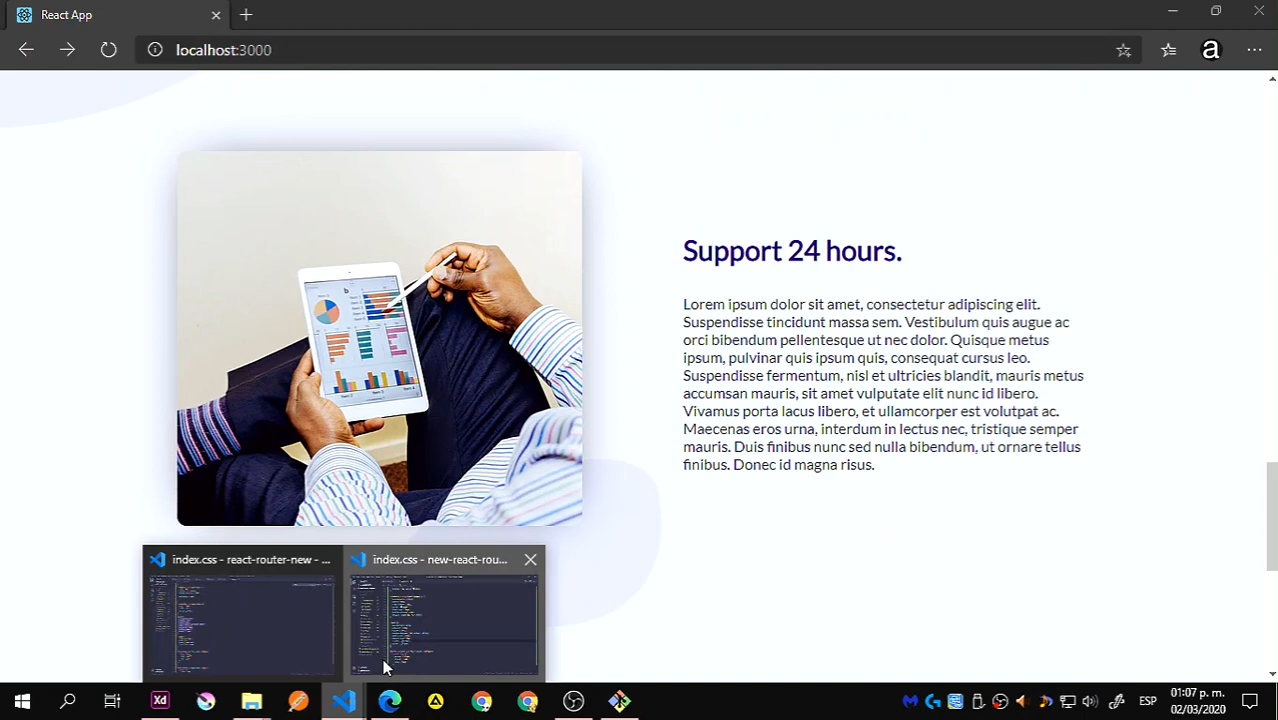 React App
localhost:3000
a
Support 24 hours.
Lorem ipsum dolor sit amet, consectetur adipiscing elit.
Suspendisse tincidunt massa sem. Vestibulum quis augue ac
orci bibendum pellentesque ut nec dolor. Quisque metus
ipsum, pulvinar quis ipsum quis, consequat cursus leo.
Suspendisse fermentum, nisl et ultricies blandit, mauris metus
accumsan mauris, sit amet vulputate elit nunc id libero.
Vivamus porta lacus libero, et ullamcorper est volutpat ac.
Maecenas eros urna, interdum in lectus nec, tristique semper
mauris. Duis finibus nunc sed nulla bibendum, ut ornare tellus
finibus. Donec id magna risus.
index.css - react-router-new - ...
index.css - new-react-rou...
Xd
ESP
01:07 p. m.
02/03/2020